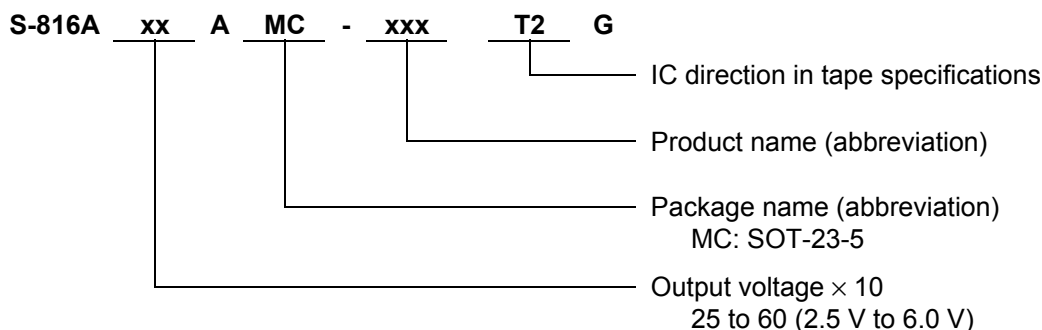 S-816A xx A MC - xxx T2 G
IC direction in tape specifications
Product name (abbreviation)
Package name (abbreviation)
MC: SOT-23-5
Output voltage × 10
25 to 60 (2.5 V to 6.0 V)